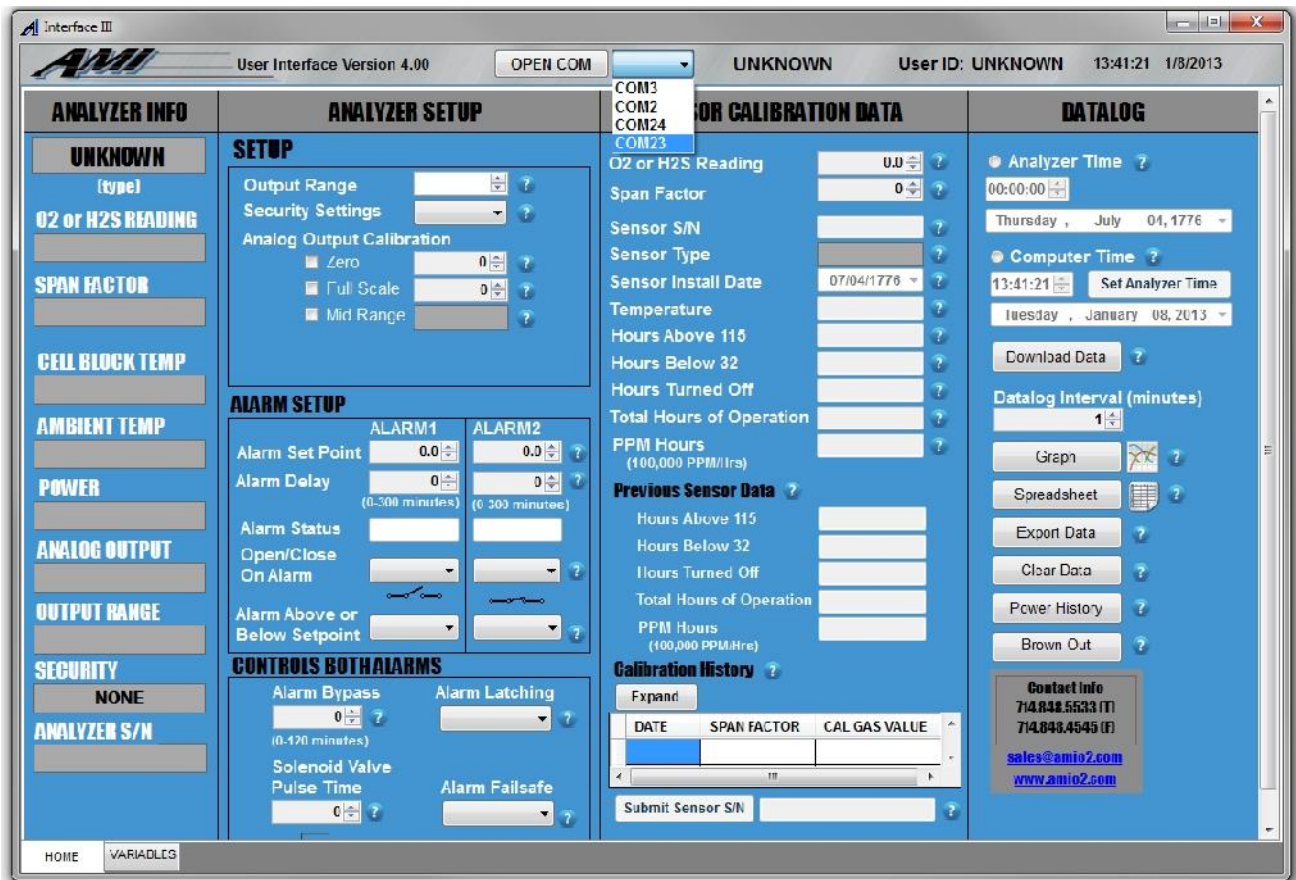 Interface III
AMI
User Interface Version 4.00
OPEN COM
UNKNOWN
User ID: UNKNOWN
13:41:21 1/8/2013
COM3
COM2
COM24
COM23
ANALYZER INFO
UNKNOWN
(type)
O2 or H2S READING
SPAN FACTOR
CELL BLOCK TEMP
AMBIENT TEMP
POWER
ANALOG OUTPUT
OUTPUT RANGE
SECURITY
NONE
ANALYZER S/N
ANALYZER SETUP
SETUP
Output Range
Security Settings
Analog Output Calibration
Zero 0
Full Scale 0
Mid Range
ALARM SETUP
ALARM1 ALARM2
Alarm Set Point 0.0 0.0
Alarm Delay 0 0
(0-300 minutes) (0-300 minutes)
Alarm Status
Open/Close
On Alarm
Alarm Above or
Below Setpoint
CONTROLS BOTH ALARMS
Alarm Bypass
0
(0-120 minutes)
Alarm Latching
Solenoid Valve
Pulse Time
0
Alarm Failsafe
OR CALIBRATION DATA
O2 or H2S Reading 0.0
Span Factor 0
Sensor S/N
Sensor Type
Sensor Install Date 07/04/1776
Temperature
Hours Above 115
Hours Below 32
Hours Turned Off
Total Hours of Operation
PPM Hours
(100,000 PPM/Hrs)
Previous Sensor Data
Hours Above 115
Hours Below 32
Hours Turned Off
Total Hours of Operation
PPM Hours
(100,000 PPM/Hrs)
Calibration History
Expand
DATE SPAN FACTOR CAL GAS VALUE
Submit Sensor S/N
DATALOG
Analyzer Time
00:00:00
Thursday , July 04, 1776
Computer Time
13:41:21 Set Analyzer Time
Tuesday , January 08, 2013
Download Data
Datalog Interval (minutes)
1
Graph
Spreadsheet
Export Data
Clear Data
Power History
Brown Out
Contact Info
714.848.5533 (T)
714.848.4545 (F)
sales@amio2.com
www.amio2.com
HOME VARIABLES